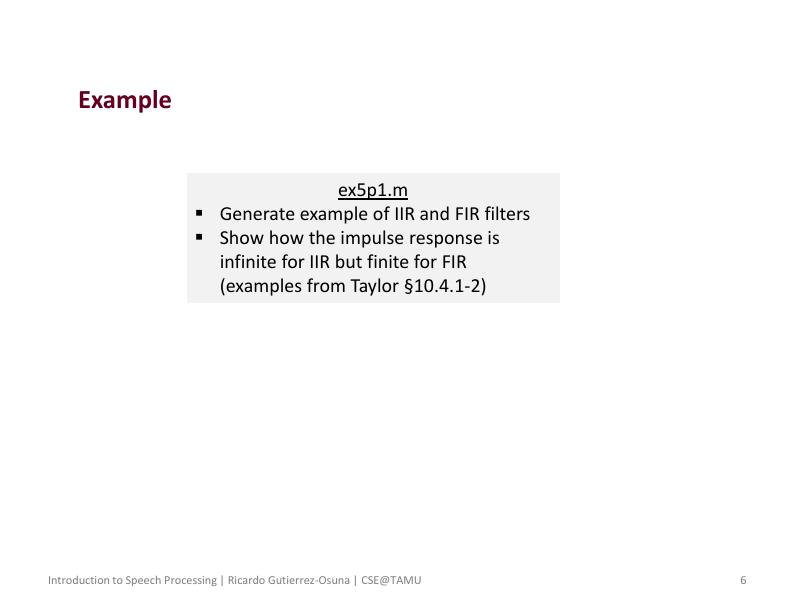 Example
ex5p1.m
▪ Generate example of IIR and FIR filters
▪ Show how the impulse response is
infinite for IIR but finite for FIR
(examples from Taylor §10.4.1-2)
Introduction to Speech Processing | Ricardo Gutierrez-Osuna | CSE@TAMU
6